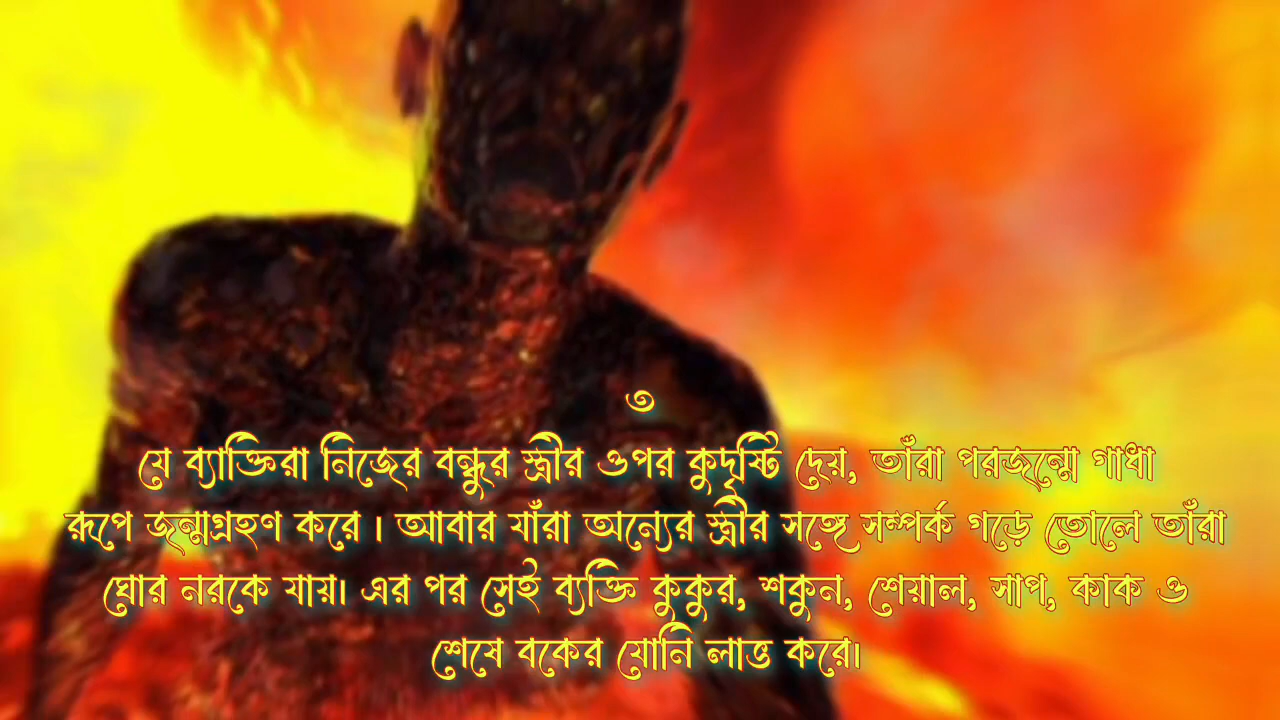 ৩
যে ব্যাক্তিরা নিজের বন্ধুর স্ত্রীর ওপর কুদৃষ্টি দেয়, তাঁরা পরজন্মে গাধা
রূপে জন্মগ্রহণ করে । আবার যাঁরা অন্যের স্ত্রীর সঙ্গে সম্পর্ক গড়ে তোলে তাঁরা
ঘোর নরকে যায়। এর পর সেই ব্যক্তি কুকুর, শকুন, শেয়াল, সাপ, কাক ও
শেষে বকের যোনি লাভ করে।